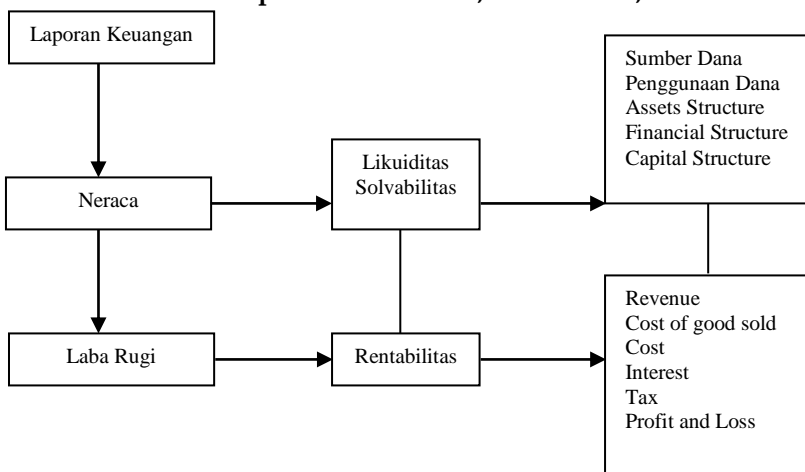 Laporan Keuangan
Sumber Dana
Penggunaan Dana
Assets Structure
Financial Structure
Capital Structure
Likuiditas
Solvabilitas
Neraca
Revenue
Cost of good sold
Cost
Interest
Tax
Profit and Loss
Laba Rugi
Rentabilitas